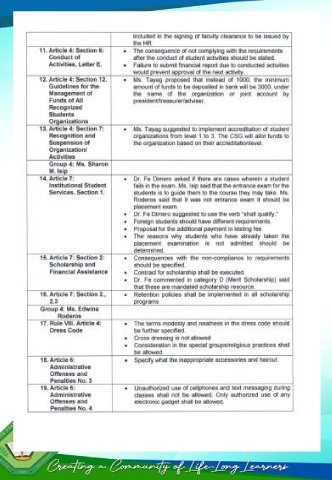 included in the signing of faculty clearance to be issued by
the HR
11. Article 4: Section 6:
Conduct of
Activities, Letter E.
• The consequence of not complying with the requirements
after the conduct of student activities should be stated.
• Failure to submit financial report due to conducted activities
would prevent approval of the next activity.
12. Article 4: Section 12.
Guidelines for the
Management of
Funds of All
Recognized
Students
Organizations
• Ms. Tayag proposed that instead of 1000, the minimum
amount of funds to be deposited in bank will be 3000, under
the name of the organization or joint account by
president/treasurer/adviser.
13. Article 4: Section 7:
Recognition and
Suspension of
Organization/
Activities
• Ms. Tayag suggested to implement accreditation of student
organizations from level 1 to 3. The CSG will allot funds to
the organization based on their accreditationlevel.
Group 4: Ms. Sharon
M. Isip
14. Article 7:
Institutional Student
Services. Section 1.
• Dr. Fe Dimero asked if there are cases wherein a student
fails in the exam. Ms. Isip said that the entrance exam for the
students is to guide them to the course they may take. Ms.
Roderos said that it was not entrance exam it should be
placement exam.
• Dr. Fe Dimero suggested to use the verb "shall qualify."
• Foreign students should have different requirements.
• Proposal for the additional payment in testing fee
• The reasons why students who have already taken the
placement examination is not admitted should be
determined.
15. Article 7: Section 2:
Scholarship and
Financial Assistance
• Consequences with the non-compliance to requirements
should be specified.
• Contract for scholarship shall be executed.
• Dr. Fe commented in category D (Merit Scholarship) said
that these are mandated scholarship resource.
16. Article 7: Section 2.,
2.3
• Retention policies shall be implemented in all scholarship
programs
Group 4: Ms. Edwina
Roderos
17. Rule VIII. Article 4:
Dress Code
• The terms modesty and neatness in the dress code should
be further specified.
• Cross dressing is not allowed
• Consideration in the special groups/religious practices shall
be allowed.
18. Article 6:
Administrative
Offenses and
Penalties No. 3
• Specify what the inappropriate accessories and haircut.
19. Article 6:
Administrative
Offenses and
Penalties No. 4
• Unauthorized use of cellphones and text messaging during
classes shall not be allowed. Only authorized use of any
electronic gadget shall be allowed.
Creating a Community of Life-Long Learners